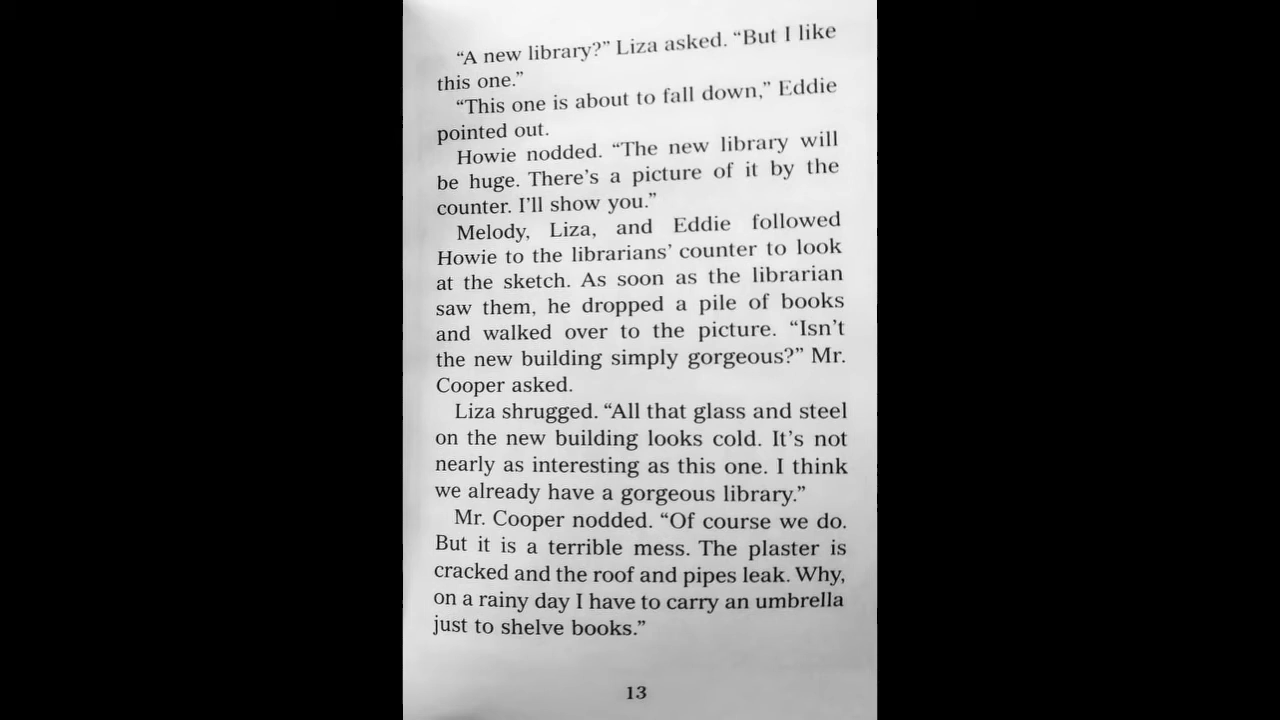 “A new library?” Liza asked. “But I like
this one.”
“This one is about to fall down,” Eddie
pointed out.
Howie nodded. “The new library will
be huge. There’s a picture of it by the
counter. I’ll show you.”
Melody, Liza, and Eddie followed
Howie to the librarians’ counter to look
at the sketch. As soon as the librarian
saw them, he dropped a pile of books
and walked over to the picture. “Isn’t
the new building simply gorgeous?” Mr.
Cooper asked.
Liza shrugged. “All that glass and steel
on the new building looks cold. It’s not
nearly as interesting as this one. I think
we already have a gorgeous library.”
Mr. Cooper nodded. “Of course we do.
But it is a terrible mess. The plaster is
cracked and the roof and pipes leak. Why,
on a rainy day I have to carry an umbrella
just to shelve books.”
13